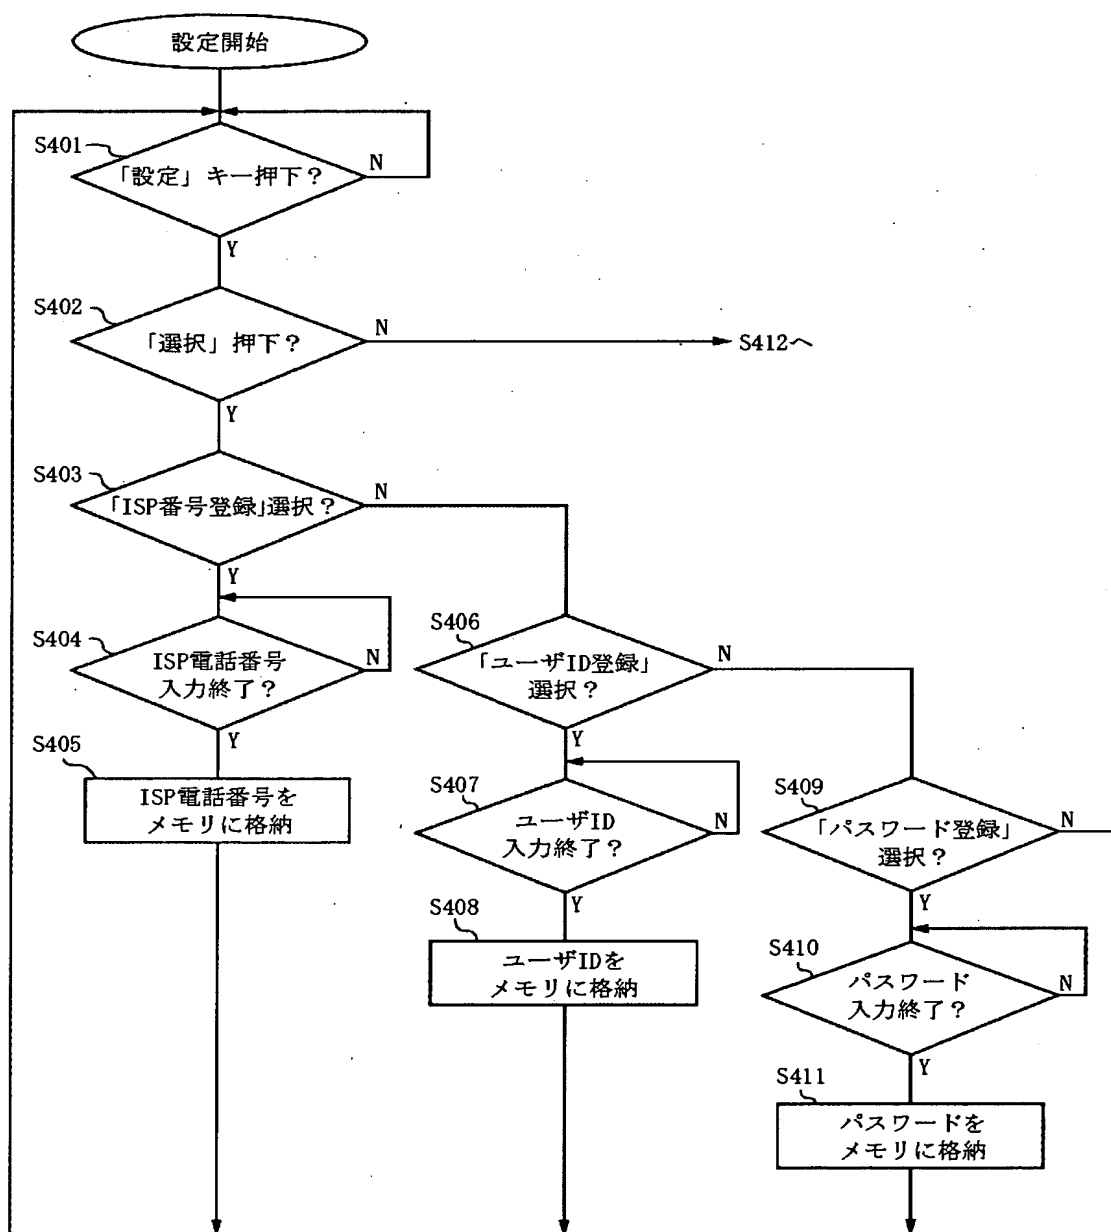 設定開始
S401
「設定」キー押下?
N
Y
S402
「選択」押下?
N
S412へ
Y
S403
「ISP番号登録」選択?
N
Y
S404
ISP電話番号
入力終了?
N
Y
S405
ISP電話番号を
メモリに格納
S406
「ユーザID登録」
選択?
N
Y
S407
ユーザID
入力終了?
N
Y
S408
ユーザIDを
メモリに格納
S409
「パスワード登録」
選択?
N
Y
S410
パスワード
入力終了?
N
Y
S411
パスワードを
メモリに格納